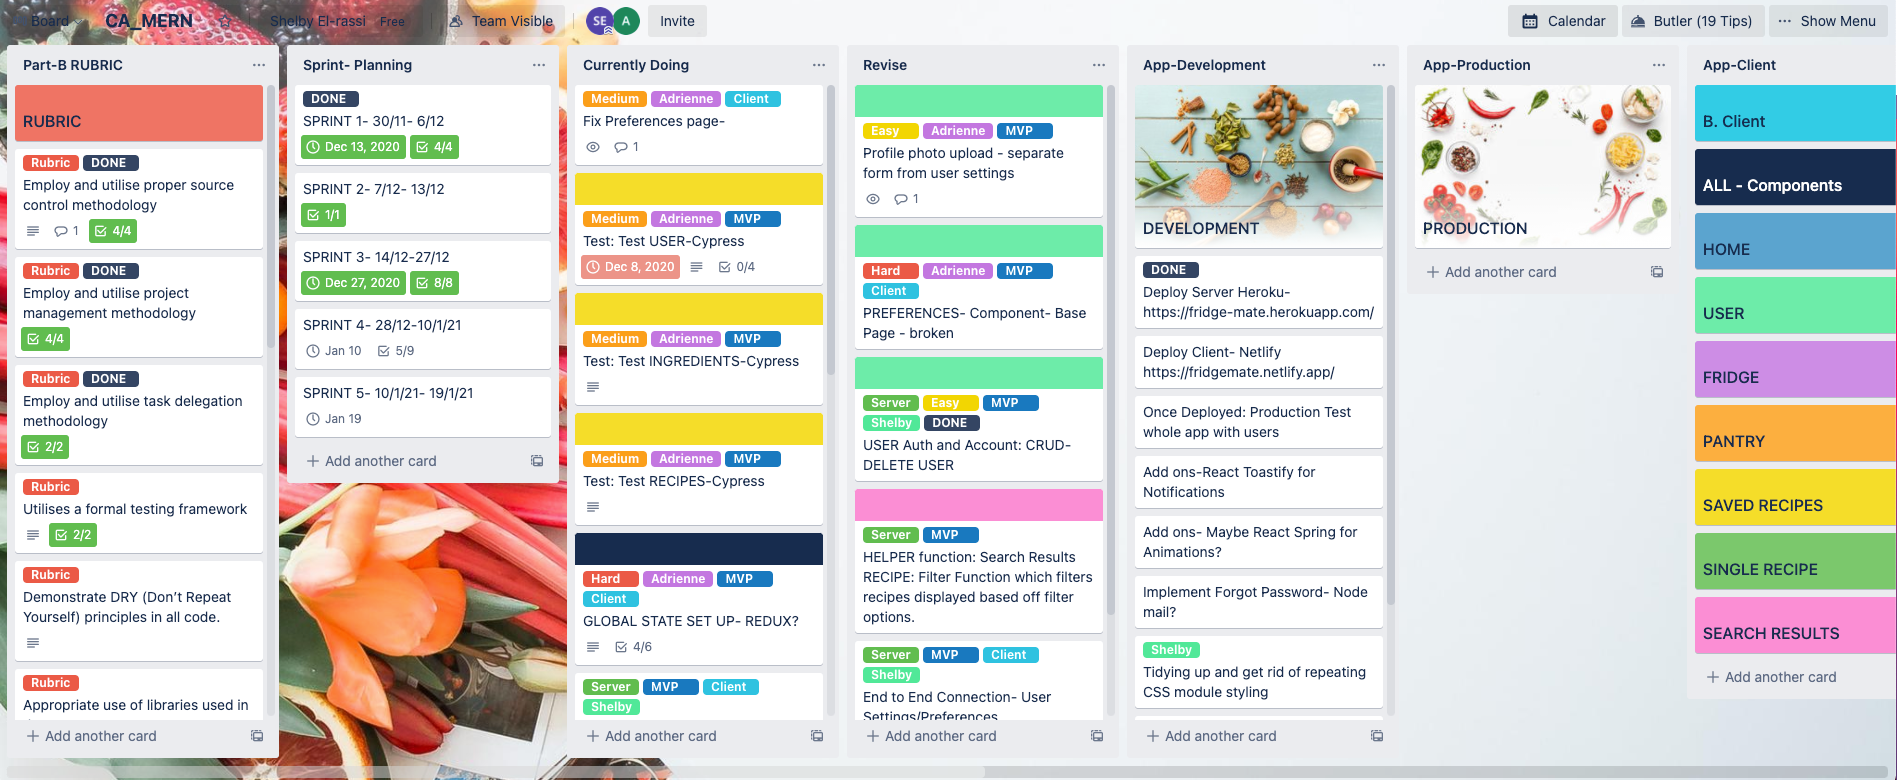 Board
CA_MERN
Shelby El-rassi
Free
Team Visible
SE
A
Invite
Calendar
Butler (19 Tips)
Show Menu
Part-B RUBRIC
RUBRIC
Rubric DONE
Employ and utilise proper source
control methodology
1 4/4
Rubric DONE
Employ and utilise project
management methodology
4/4
Rubric DONE
Employ and utilise task delegation
methodology
2/2
Rubric
Utilises a formal testing framework
2/2
Rubric
Demonstrate DRY (Don't Repeat
Yourself) principles in all code.
Rubric
Appropriate use of libraries used in
+ Add another card
Sprint- Planning
DONE
SPRINT 1- 30/11- 6/12
Dec 13, 2020 4/4
SPRINT 2- 7/12- 13/12
1/1
SPRINT 3- 14/12-27/12
Dec 27, 2020 8/8
SPRINT 4- 28/12-10/1/21
Jan 10 5/9
SPRINT 5- 10/1/21- 19/1/21
Jan 19
+ Add another card
Currently Doing
Medium Adrienne Client
Fix Preferences page-
1
Medium Adrienne MVP
Test: Test USER-Cypress
Dec 8, 2020 0/4
Medium Adrienne MVP
Test: Test INGREDIENTS-Cypress
Medium Adrienne MVP
Test: Test RECIPES-Cypress
Hard Adrienne MVP
Client
GLOBAL STATE SET UP- REDUX?
4/6
Server MVP Client
Shelby
+ Add another card
Revise
Easy Adrienne MVP
Profile photo upload - separate
form from user settings
1
Hard Adrienne MVP
Client
PREFERENCES- Component- Base
Page - broken
Server Easy MVP
Shelby DONE
USER Auth and Account: CRUD-
DELETE USER
Server MVP
HELPER function: Search Results
RECIPE: Filter Function which filters
recipes displayed based off filter
options.
Server MVP Client
Shelby
End to End Connection- User
Settings/Preferences
+ Add another card
App-Development
DEVELOPMENT
DONE
Deploy Server Heroku-
https://fridge-mate.herokuapp.com/
Deploy Client- Netlify
https://fridgemate.netlify.app/
Once Deployed: Production Test
whole app with users
Add ons-React Toastify for
Notifications
Add ons- Maybe React Spring for
Animations?
Implement Forgot Password- Node
mail?
Shelby
Tidying up and get rid of repeating
CSS module styling
+ Add another card
App-Production
PRODUCTION
+ Add another card
App-Client
B. Client
ALL - Components
HOME
USER
FRIDGE
PANTRY
SAVED RECIPES
SINGLE RECIPE
SEARCH RESULTS
+ Add another card